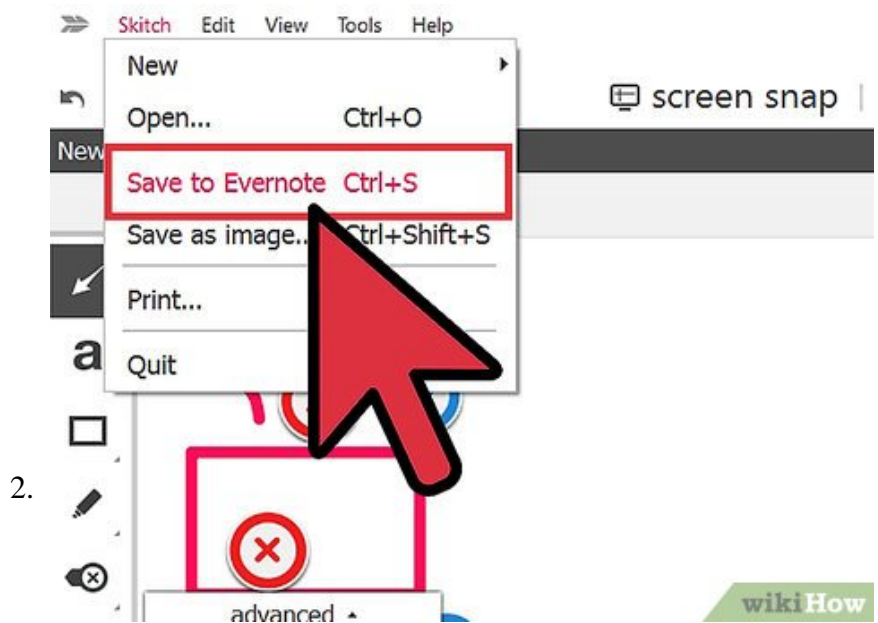 Skitch Edit View Tools Help
New
Open... Ctrl+O
screen snap
New
Save to Evernote Ctrl+S
Save as image... Ctrl+Shift+S
Print...
Quit
a
2.
advanced
wikiHow